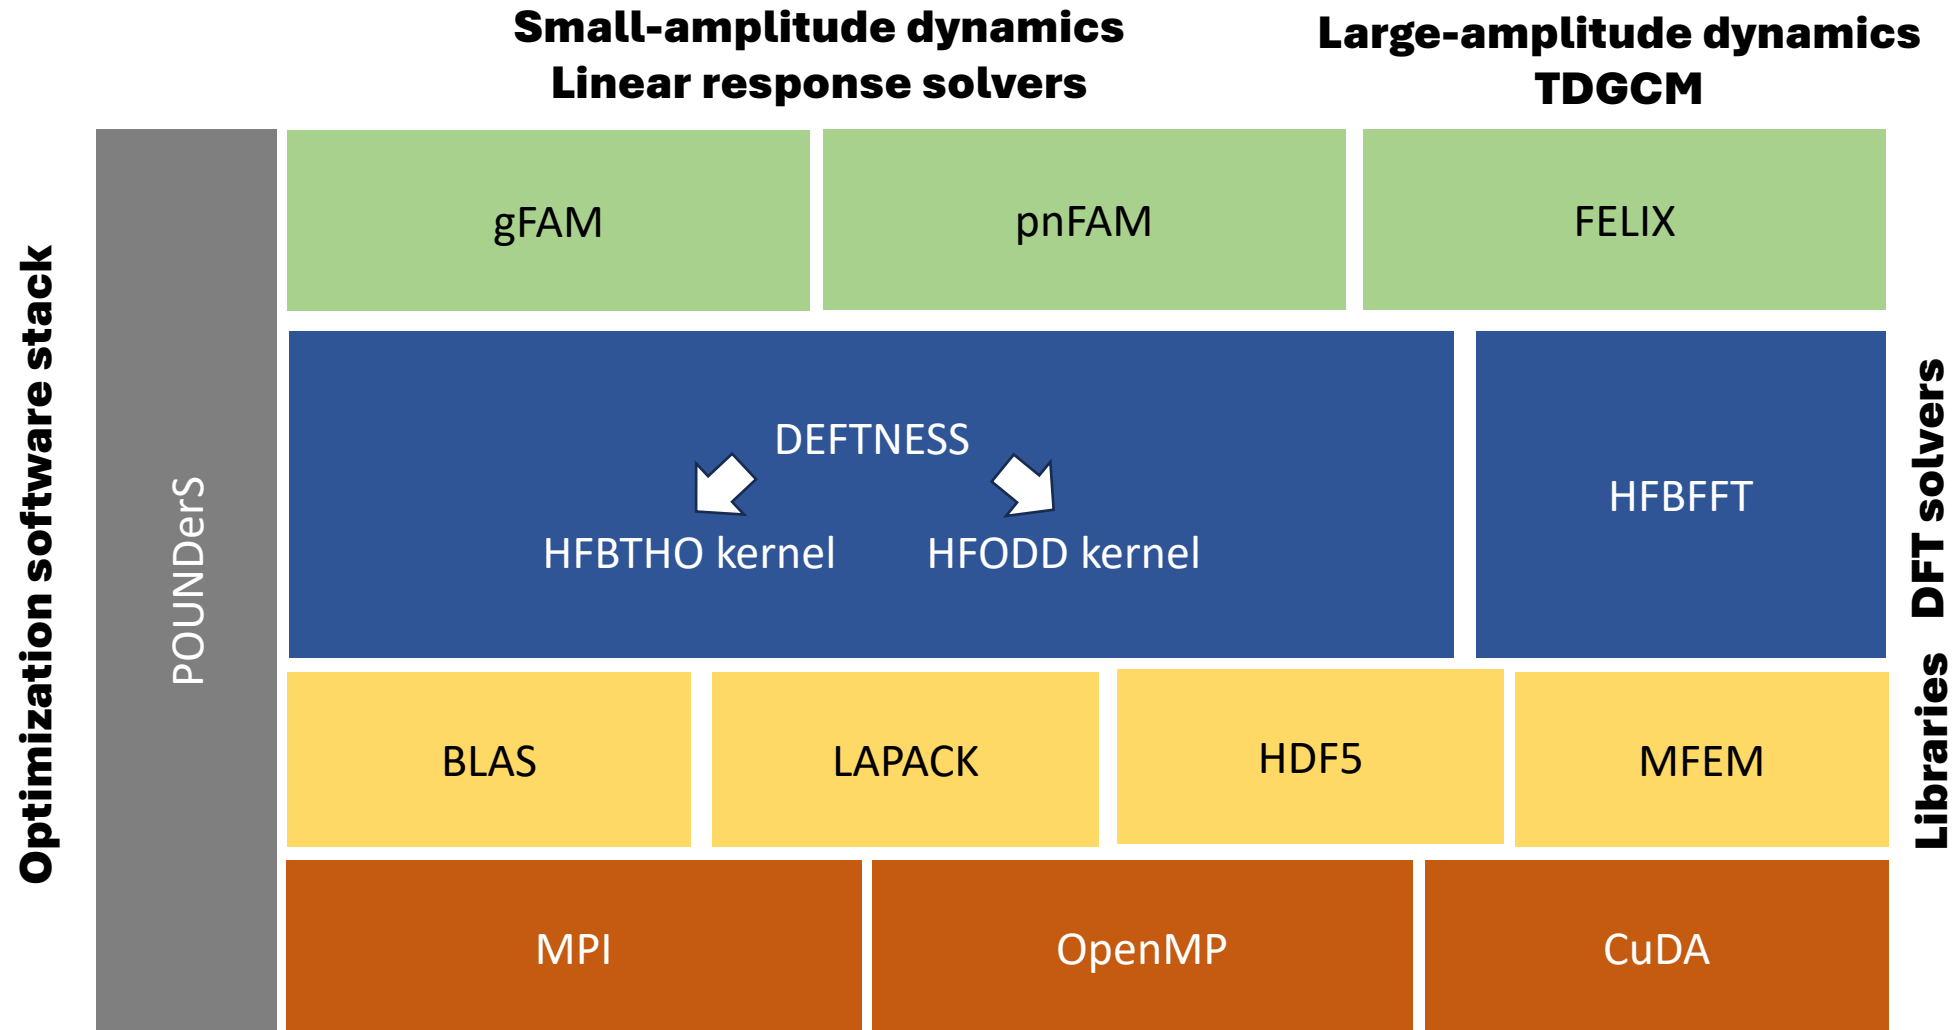 Small-amplitude dynamics
Linear response solvers
Large-amplitude dynamics
TDGCM
Optimization software stack
POUNDerS
gFAM
pnFAM
FELIX
DEFTNESS
HFBTHO kernel
HFODD kernel
HFBFFT
DFT solvers
BLAS
LAPACK
HDF5
MFEM
Libraries
MPI
OpenMP
CuDA